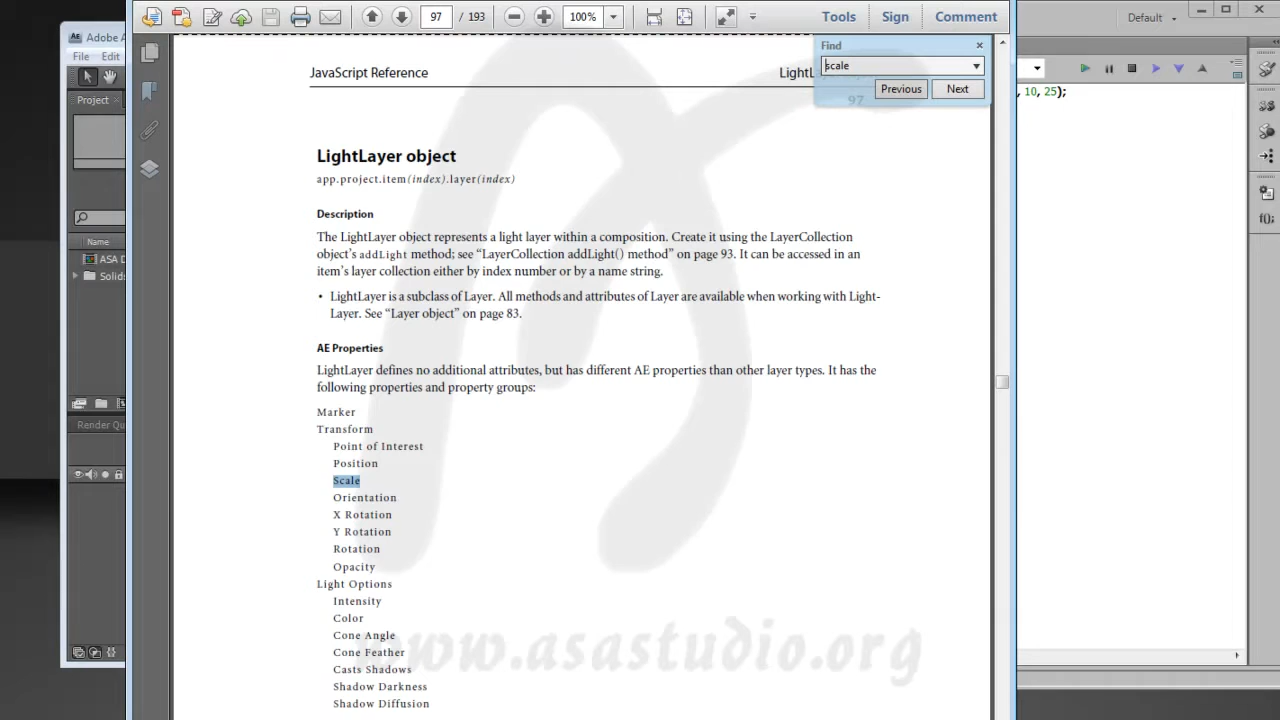 97 / 193
100%
Tools
Sign
Comment
Default
AE
Adobe A
File Edit
Project
Name
ASA D
Solids
Render Qu
Find
scale
Previous
Next
, 10, 25);
f();
JavaScript Reference
LightL
97
LightLayer object
app.project.item(index).layer(index)
Description
The LightLayer object represents a light layer within a composition. Create it using the LayerCollection
object’s addLight method; see “LayerCollection addLight() method” on page 93. It can be accessed in an
item’s layer collection either by index number or by a name string.
• LightLayer is a subclass of Layer. All methods and attributes of Layer are available when working with Light-
Layer. See “Layer object” on page 83.
AE Properties
LightLayer defines no additional attributes, but has different AE properties than other layer types. It has the
following properties and property groups:
Marker
Transform
Point of Interest
Position
Scale
Orientation
X Rotation
Y Rotation
Rotation
Opacity
Light Options
Intensity
Color
Cone Angle
Cone Feather
Casts Shadows
Shadow Darkness
Shadow Diffusion
www.asastudio.org